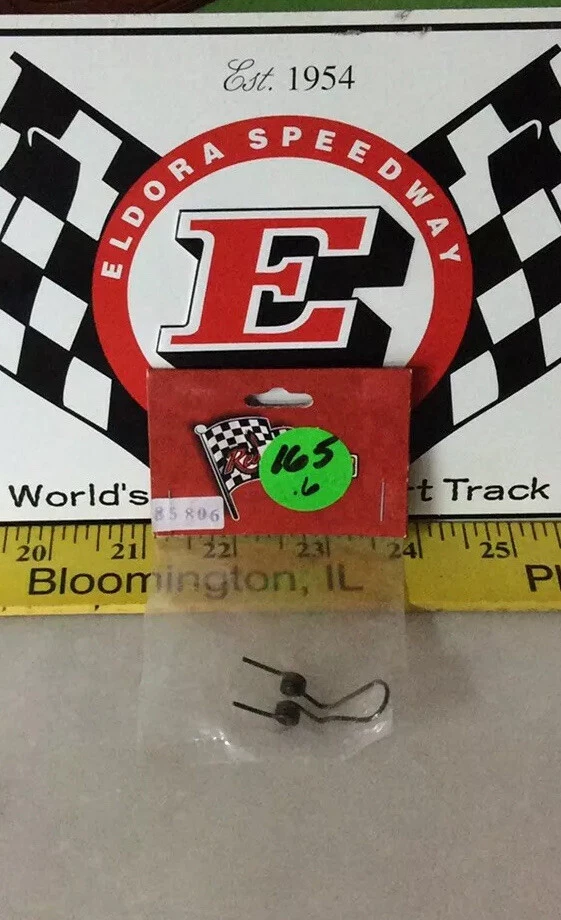 Est. 1954
ELDORA SPEEDWAY
E
165
.6
85806
World's
t Track
20 21 22 23 24 25
Bloomington, IL